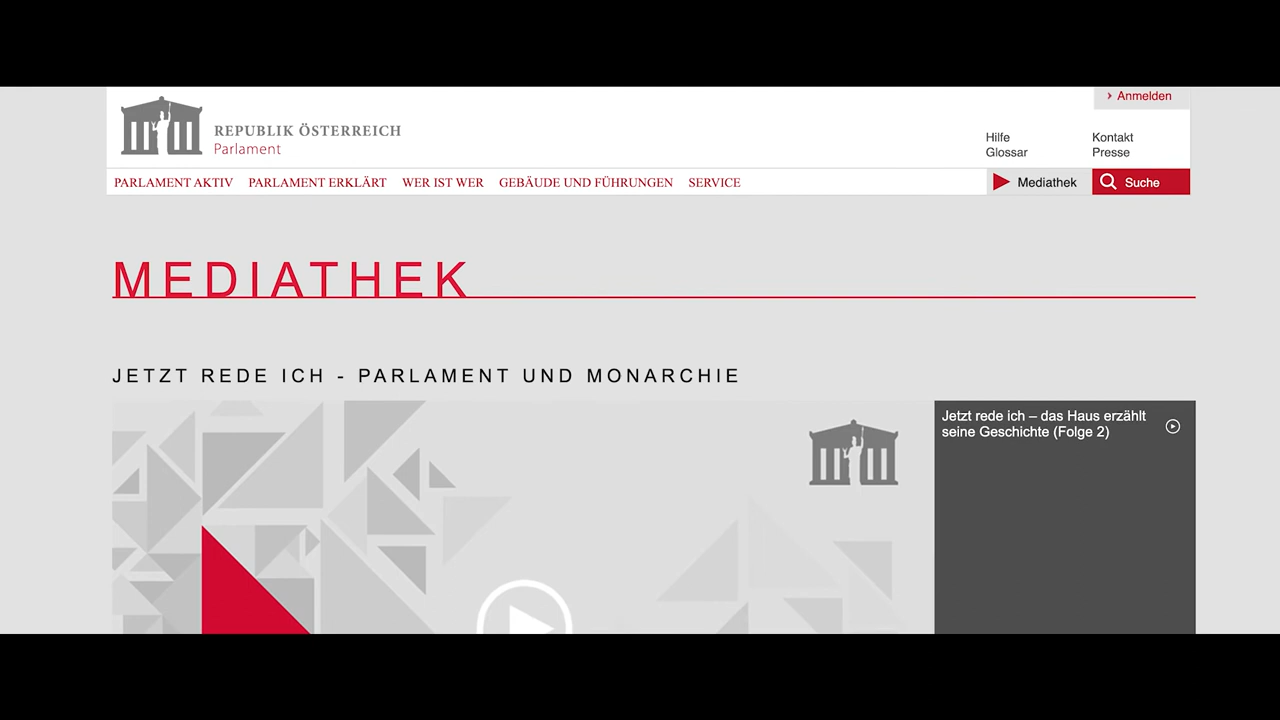 › Anmelden
REPUBLIK ÖSTERREICH
Parlament
Hilfe
Glossar
Kontakt
Presse
PARLAMENT AKTIV
PARLAMENT ERKLÄRT
WER IST WER
GEBÄUDE UND FÜHRUNGEN
SERVICE
Mediathek
Suche
MEDIATHEK
JETZT REDE ICH - PARLAMENT UND MONARCHIE
Jetzt rede ich – das Haus erzählt
seine Geschichte (Folge 2)